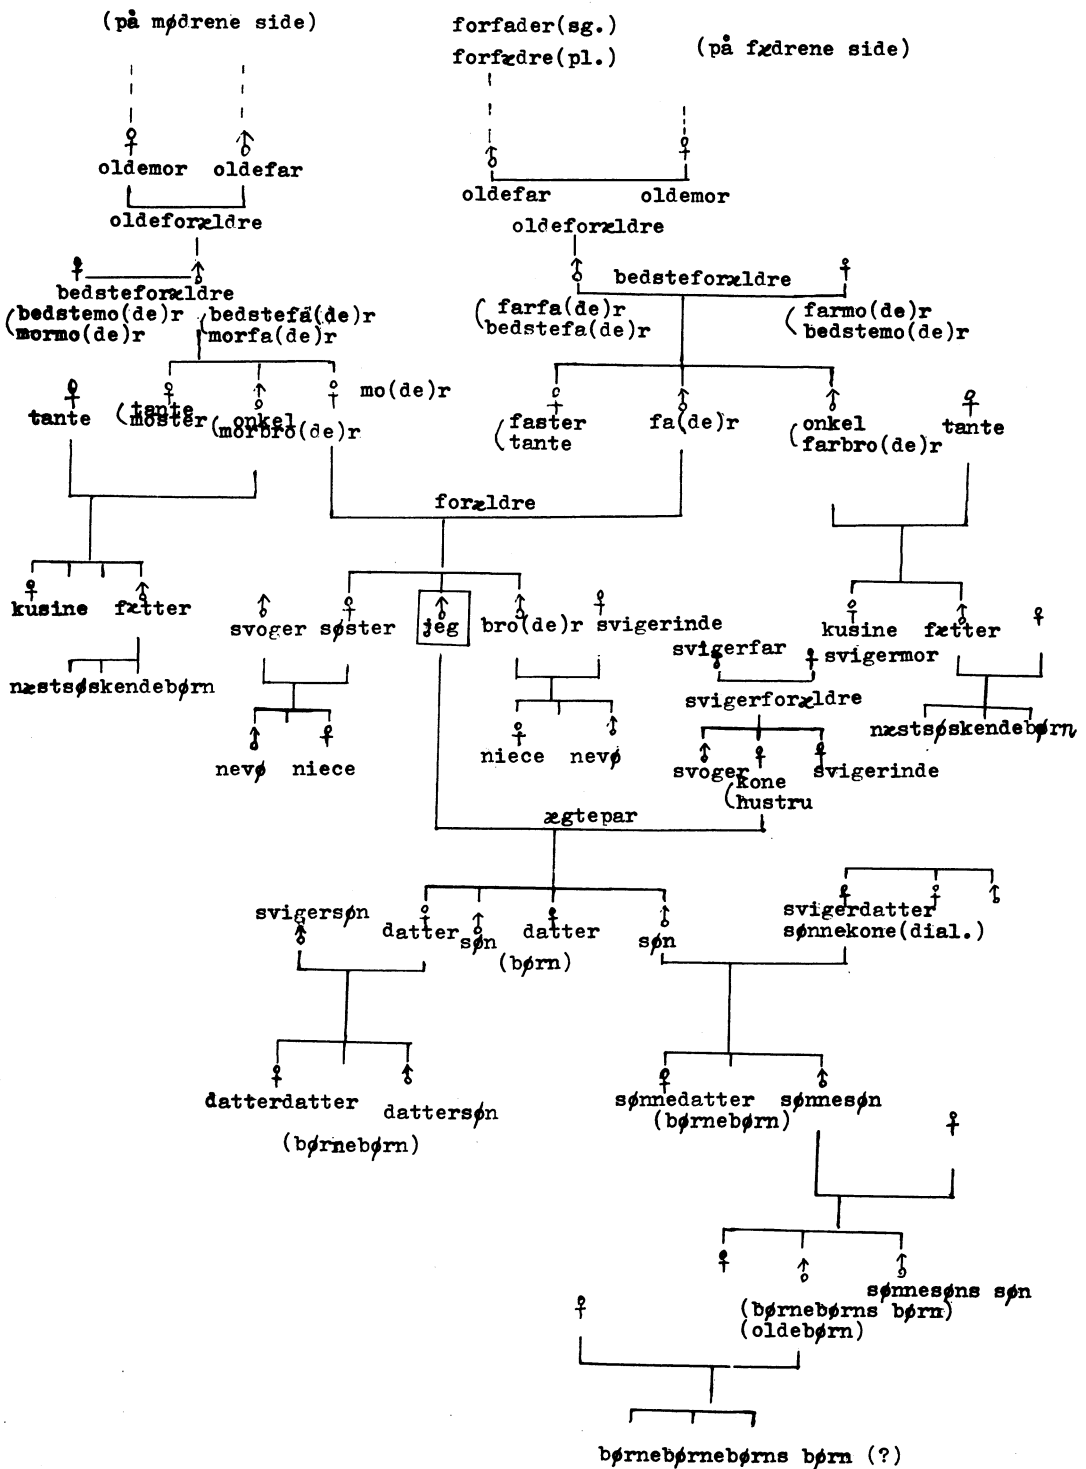 (på mødrene side)
forfader(sg.)
forfædre(pl.)
(på fædrene side)
oldemor oldefar
oldeforældre
oldefar oldemor
oldeforældre
bedsteforældre
bedstemo(de)r
mormo(de)r
bedstefa(de)r
morfa(de)r
bedsteforældre
farfa(de)r
bedstefa(de)r
farmo(de)r
bedstemo(de)r
tante
tante
moster
onkel
morbro(de)r
mo(de)r
faster
tante
fa(de)r
onkel
farbro(de)r
tante
forældre
kusine fætter
næstsøskendebørn
svoger søster jeg bro(de)r svigerinde
kusine fætter
næstsøskendebørn
nevø niece
niece nevø
svigerfar
svigermor
svigerforældre
svoger
kone
hustru
svigerinde
ægtepar
svigersøn
datter søn datter søn
(børn)
svigerdatter
sønnekone(dial.)
datterdatter dattersøn
(børnebørn)
sønnedatter sønnesøn
(børnebørn)
sønnesøns søn
(børnebørns børn)
(oldebørn)
børnebørnebørns børn (?)